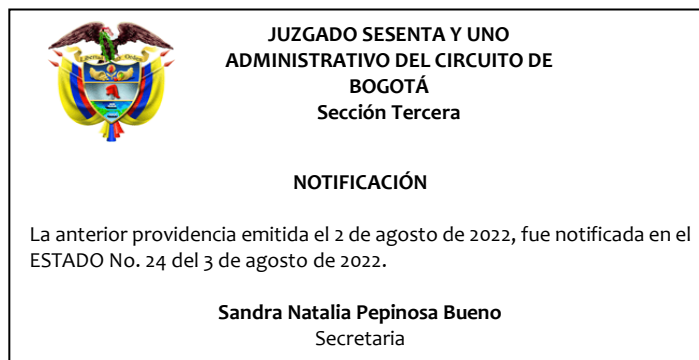 JUZGADO SESENTA Y UNO
ADMINISTRATIVO DEL CIRCUITO DE
BOGOTÁ
Sección Tercera
NOTIFICACIÓN
La anterior providencia emitida el 2 de agosto de 2022, fue notificada en el
ESTADO No. 24 del 3 de agosto de 2022.
Sandra Natalia Pepinosa Bueno
Secretaria